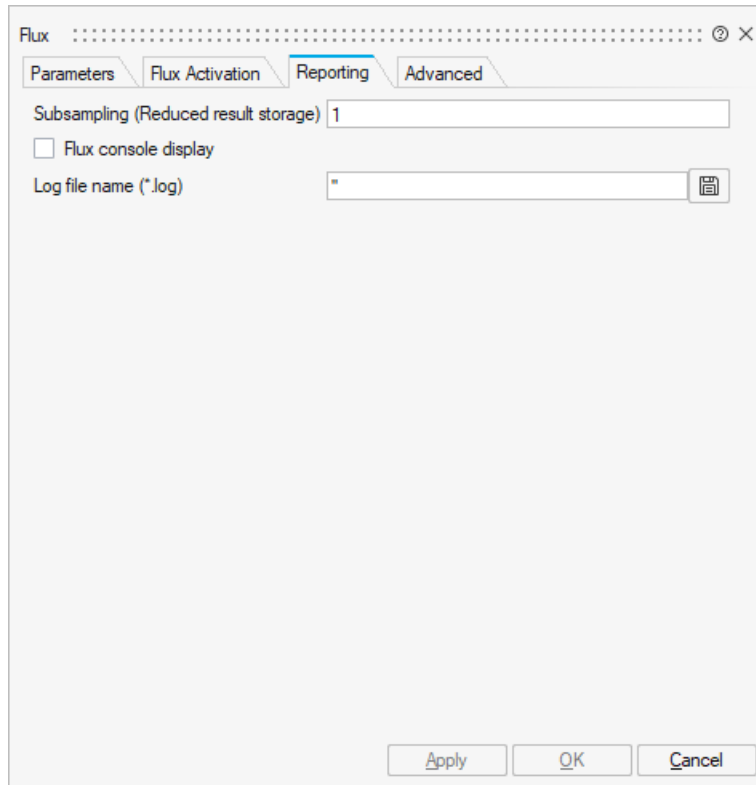 Flux
Parameters Flux Activation Reporting Advanced
Subsampling (Reduced result storage) 1
Flux console display
Log file name (*.log) ''
Apply OK Cancel